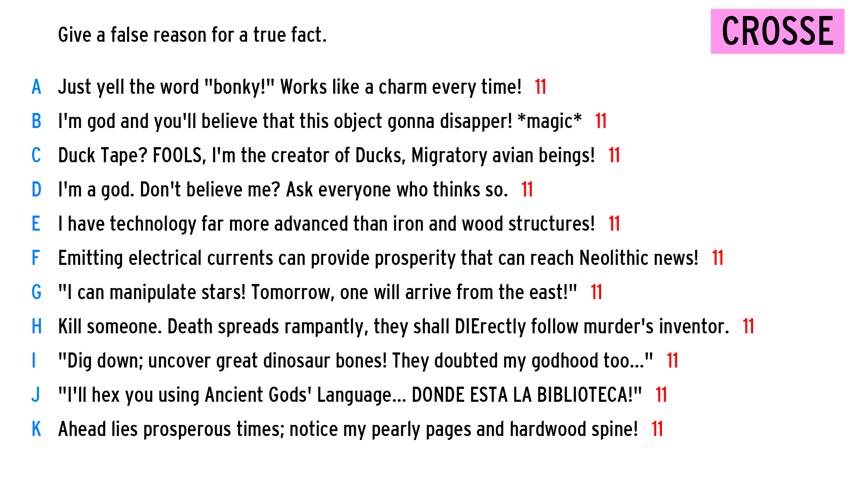 Give a false reason for a true fact.
CROSSE
A Just yell the word "bonky!" Works like a charm every time! 11
B I'm god and you'll believe that this object gonna disapper! *magic* 11
C Duck Tape? FOOLS, I'm the creator of Ducks, Migratory avian beings! 11
D I'm a god. Don't believe me? Ask everyone who thinks so. 11
E I have technology far more advanced than iron and wood structures! 11
F Emitting electrical currents can provide prosperity that can reach Neolithic news! 11
G "I can manipulate stars! Tomorrow, one will arrive from the east!" 11
H Kill someone. Death spreads rampantly, they shall DIErectly follow murder's inventor. 11
I "Dig down; uncover great dinosaur bones! They doubted my godhood too..." 11
J "I'll hex you using Ancient Gods' Language... DONDE ESTA LA BIBLIOTECA!" 11
K Ahead lies prosperous times; notice my pearly pages and hardwood spine! 11